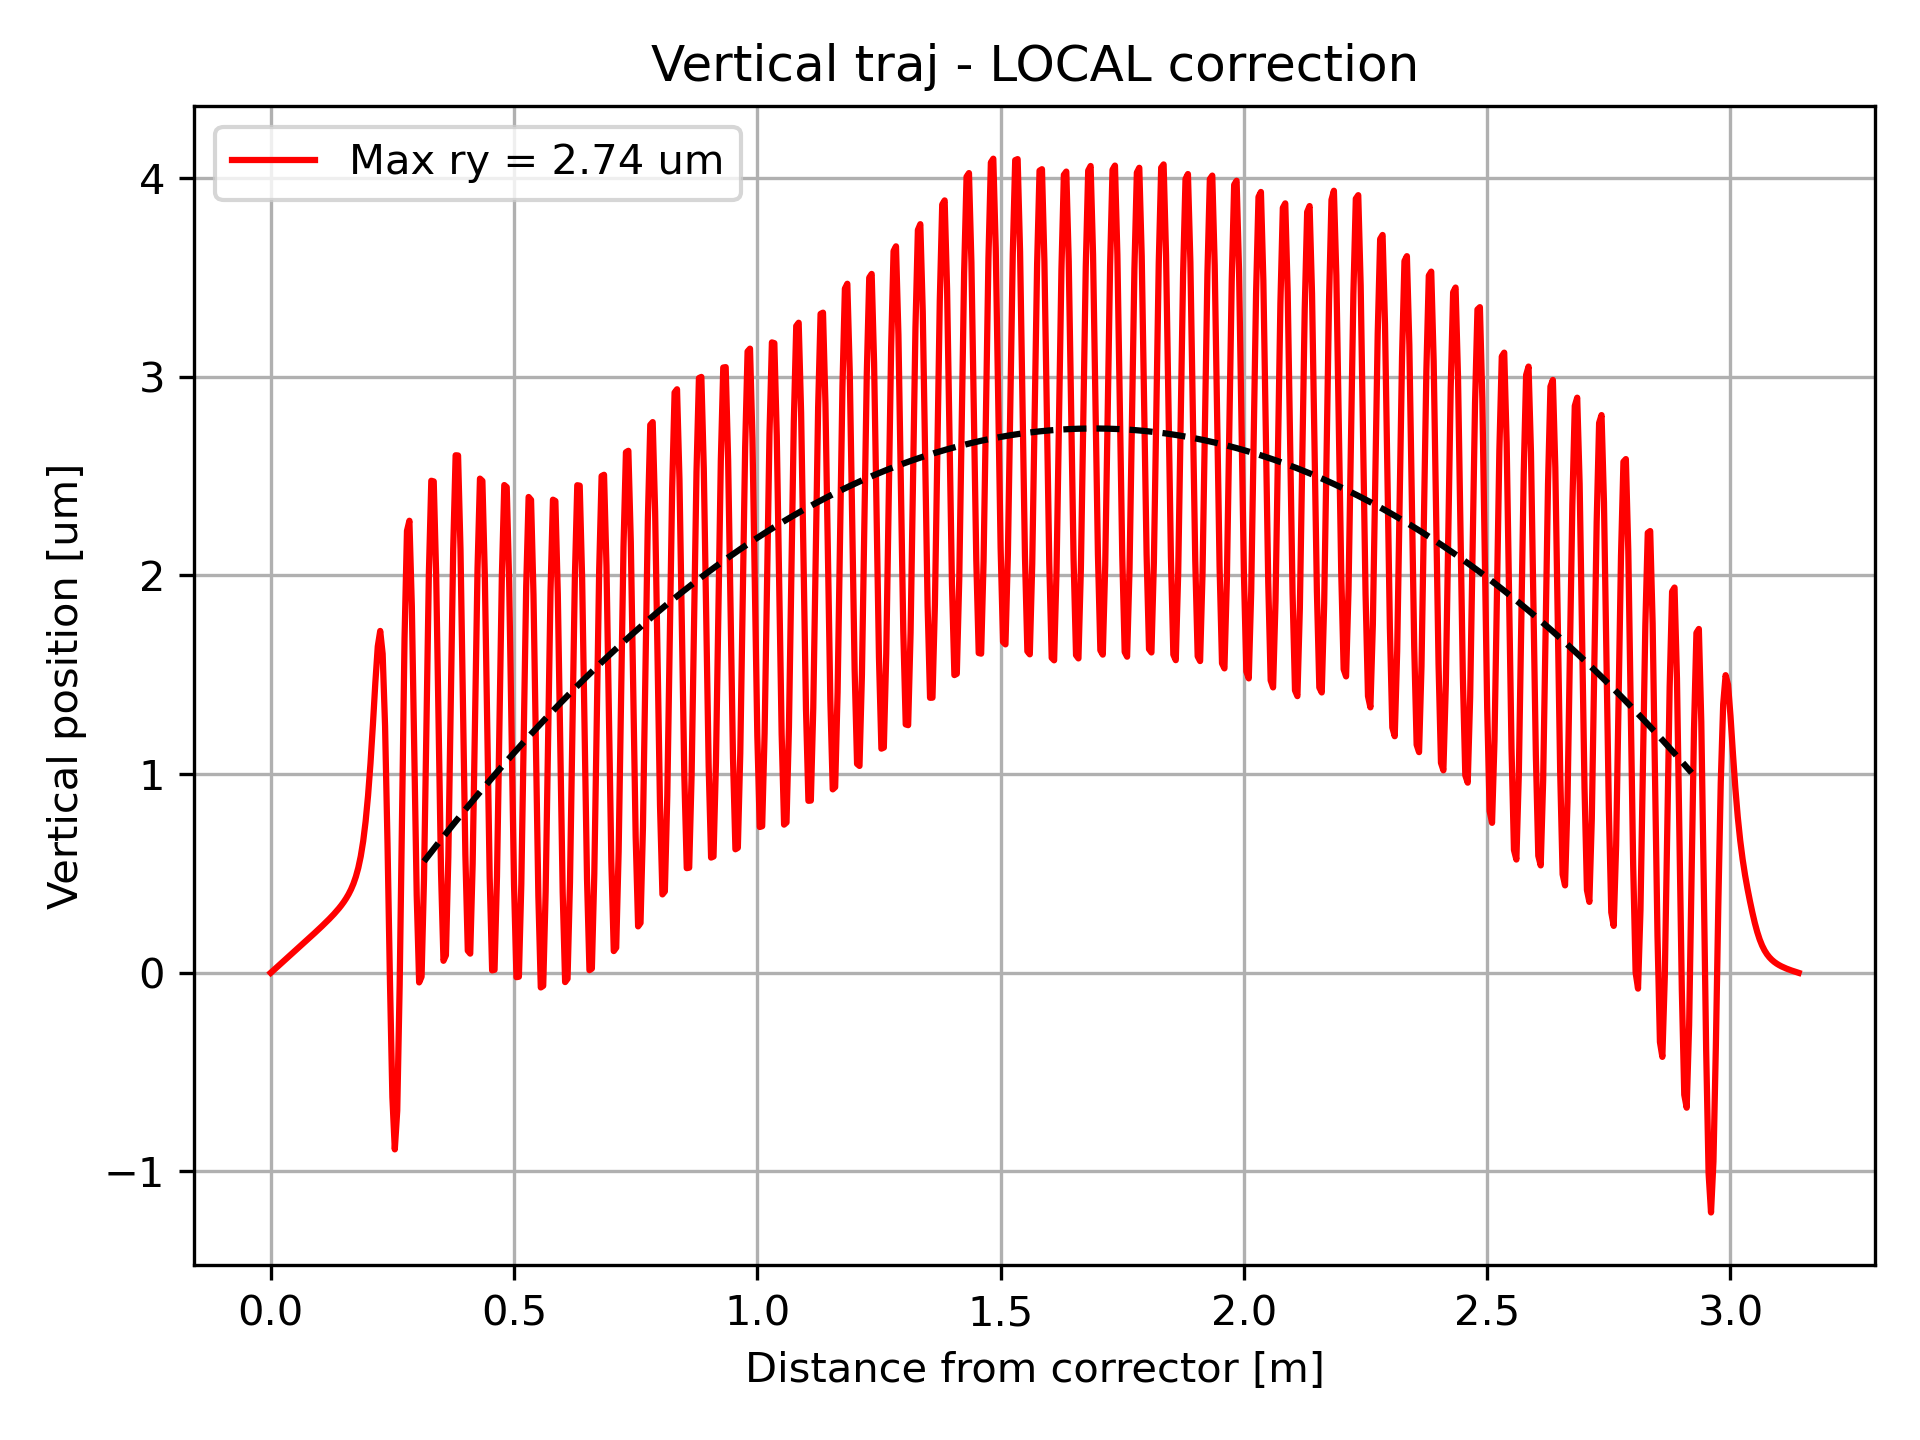 Vertical traj - LOCAL correction
Max ry = 2.74 um
4
3
2
1
0
−1
Vertical position [um]
0.0 0.5 1.0 1.5 2.0 2.5 3.0
Distance from corrector [m]